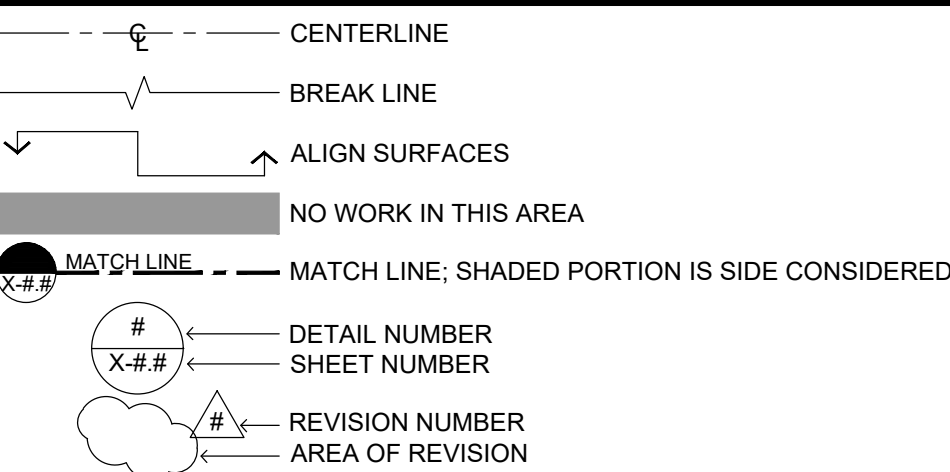 ℄ CENTERLINE
BREAK LINE
ALIGN SURFACES
NO WORK IN THIS AREA
X-#.# MATCH LINE MATCH LINE; SHADED PORTION IS SIDE CONSIDERED
# DETAIL NUMBER
X-#.# SHEET NUMBER
# REVISION NUMBER
AREA OF REVISION